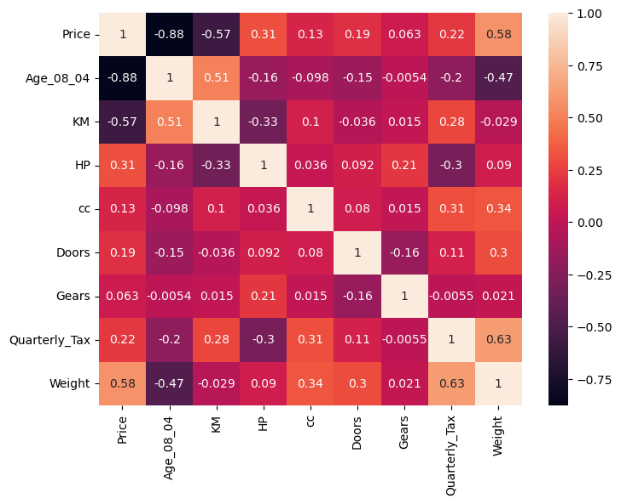 Price 1 -0.88 -0.57 0.31 0.13 0.19 0.063 0.22 0.58
Age_08_04 -0.88 1 0.51 -0.16 -0.098 -0.15 -0.0054 -0.2 -0.47
KM -0.57 0.51 1 -0.33 0.1 -0.036 0.015 0.28 -0.029
HP 0.31 -0.16 -0.33 1 0.036 0.092 0.21 -0.3 0.09
cc 0.13 -0.098 0.1 0.036 1 0.08 0.015 0.31 0.34
Doors 0.19 -0.15 -0.036 0.092 0.08 1 -0.16 0.11 0.3
Gears 0.063 -0.0054 0.015 0.21 0.015 -0.16 1 -0.0055 0.021
Quarterly_Tax 0.22 -0.2 0.28 -0.3 0.31 0.11 -0.0055 1 0.63
Weight 0.58 -0.47 -0.029 0.09 0.34 0.3 0.021 0.63 1
Price Age_08_04 KM HP cc Doors Gears Quarterly_Tax Weight
1.00
0.75
0.50
0.25
0.00
−0.25
−0.50
−0.75